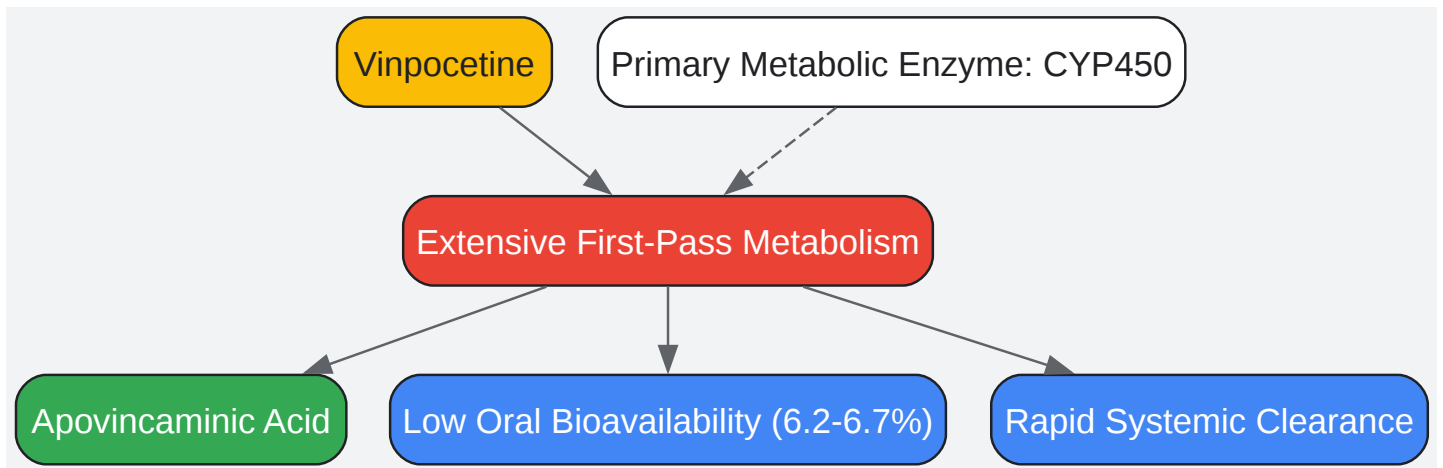 Vinpocetine
Primary Metabolic Enzyme: CYP450
Extensive First-Pass Metabolism
Apovincaminic Acid
Low Oral Bioavailability (6.2-6.7%)
Rapid Systemic Clearance